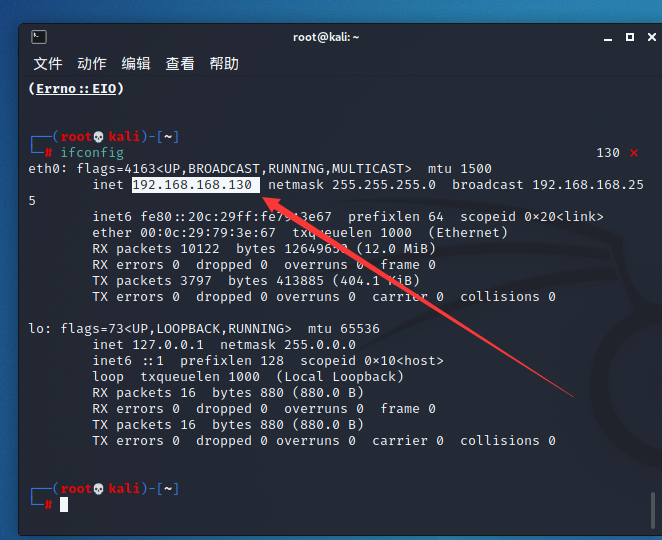 root@kali: ~
文件 动作 编辑 查看 帮助
(Errno::EIO)
┌──(root💀kali)-[~]
└─# ifconfig 130 ⨯
eth0: flags=4163<UP,BROADCAST,RUNNING,MULTICAST> mtu 1500
inet 192.168.168.130 netmask 255.255.255.0 broadcast 192.168.168.25
5
inet6 fe80::20c:29ff:fe79:3e67 prefixlen 64 scopeid 0×20<link>
ether 00:0c:29:79:3e:67 txqueuelen 1000 (Ethernet)
RX packets 10122 bytes 12649650 (12.0 MiB)
RX errors 0 dropped 0 overruns 0 frame 0
TX packets 3797 bytes 413885 (404.1 KiB)
TX errors 0 dropped 0 overruns 0 carrier 0 collisions 0
lo: flags=73<UP,LOOPBACK,RUNNING> mtu 65536
inet 127.0.0.1 netmask 255.0.0.0
inet6 ::1 prefixlen 128 scopeid 0×10<host>
loop txqueuelen 1000 (Local Loopback)
RX packets 16 bytes 880 (880.0 B)
RX errors 0 dropped 0 overruns 0 frame 0
TX packets 16 bytes 880 (880.0 B)
TX errors 0 dropped 0 overruns 0 carrier 0 collisions 0
┌──(root💀kali)-[~]
└─#